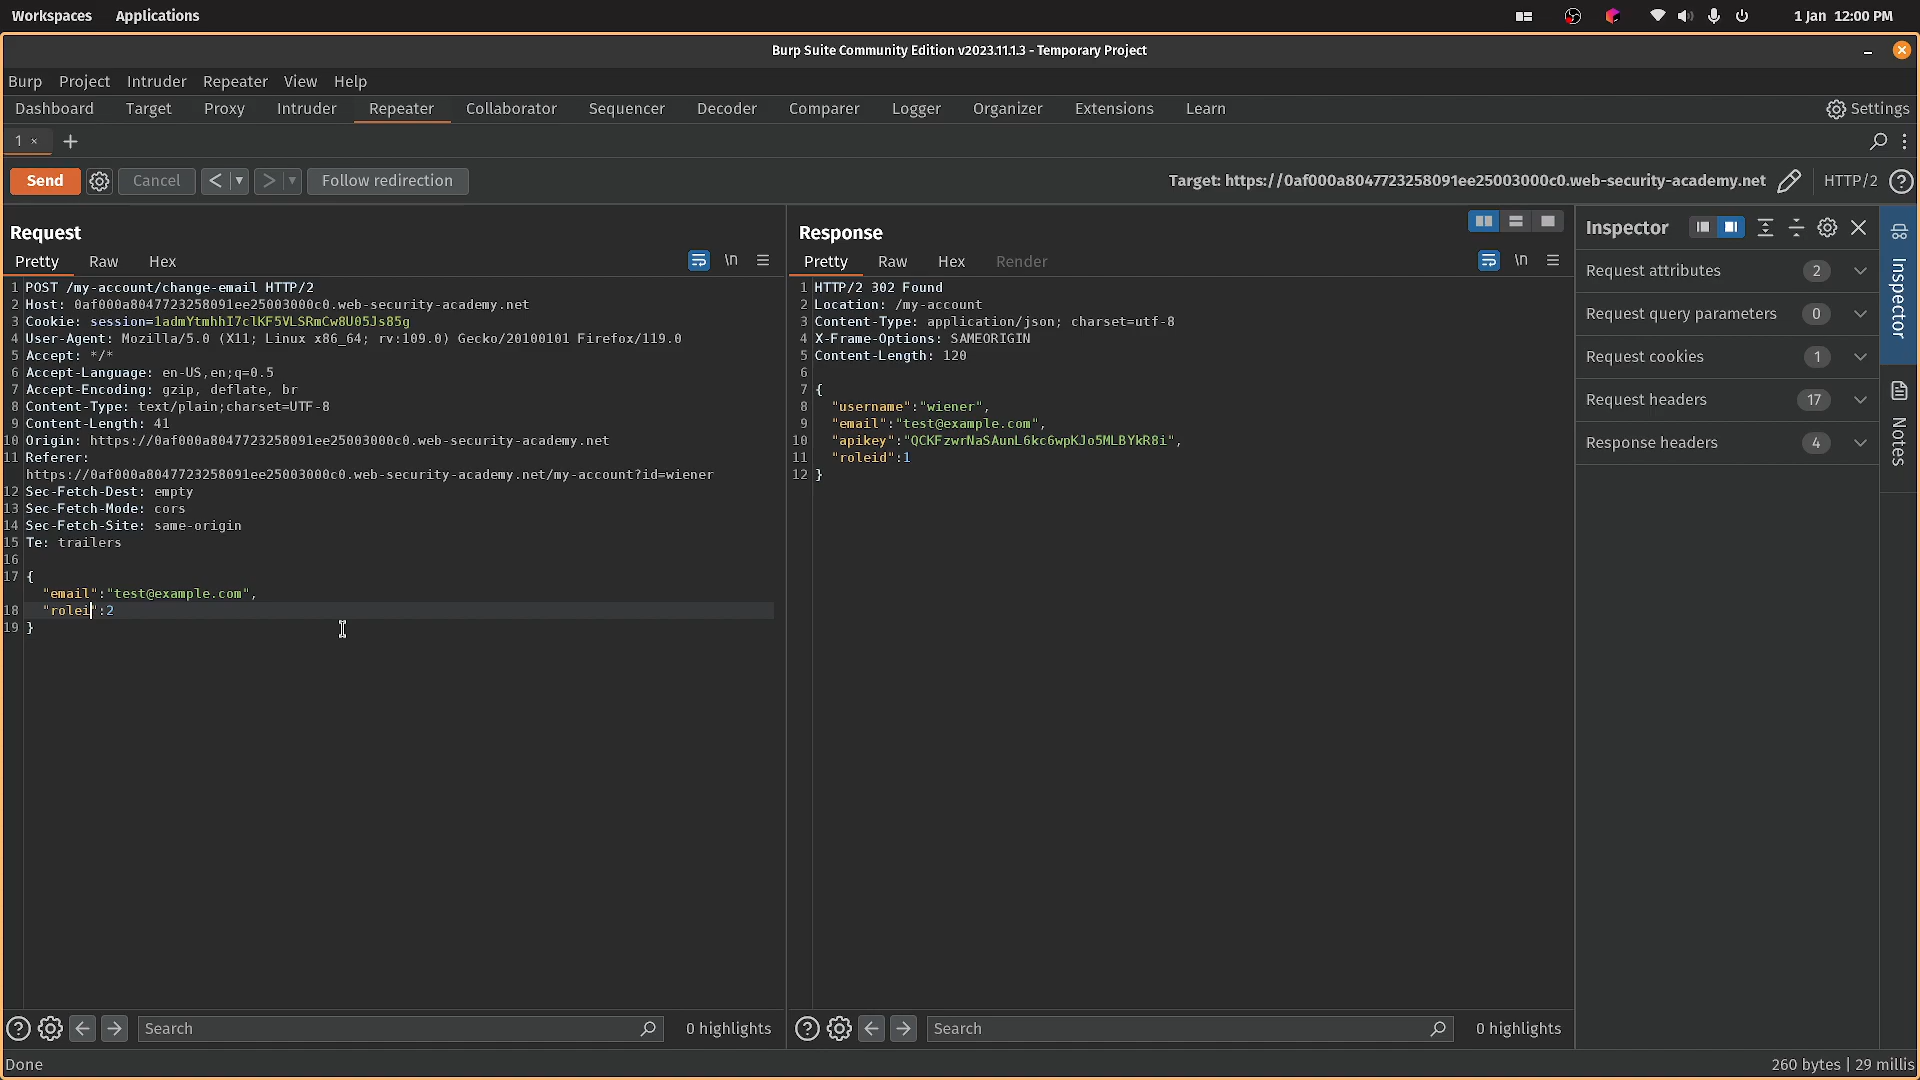 Workspaces Applications 1 Jan 12:00 PM
Burp Suite Community Edition v2023.11.1.3 - Temporary Project
Burp Project Intruder Repeater View Help
Dashboard Target Proxy Intruder Repeater Collaborator Sequencer Decoder Comparer Logger Organizer Extensions Learn Settings
1 × +
Send Cancel < > Follow redirection Target: https://0af000a8047723258091ee25003000c0.web-security-academy.net HTTP/2
Request
Pretty Raw Hex \n
1 POST /my-account/change-email HTTP/2
2 Host: 0af000a8047723258091ee25003000c0.web-security-academy.net
3 Cookie: session=1admYtmhhI7clKF5VLSRmCw8U05Js85g
4 User-Agent: Mozilla/5.0 (X11; Linux x86_64; rv:109.0) Gecko/20100101 Firefox/119.0
5 Accept: */*
6 Accept-Language: en-US,en;q=0.5
7 Accept-Encoding: gzip, deflate, br
8 Content-Type: text/plain;charset=UTF-8
9 Content-Length: 41
10 Origin: https://0af000a8047723258091ee25003000c0.web-security-academy.net
11 Referer:
https://0af000a8047723258091ee25003000c0.web-security-academy.net/my-account?id=wiener
12 Sec-Fetch-Dest: empty
13 Sec-Fetch-Mode: cors
14 Sec-Fetch-Site: same-origin
15 Te: trailers
16
17 {
"email":"test@example.com",
18 "rolei":2
19 }
Search 0 highlights
Response
Pretty Raw Hex Render \n
1 HTTP/2 302 Found
2 Location: /my-account
3 Content-Type: application/json; charset=utf-8
4 X-Frame-Options: SAMEORIGIN
5 Content-Length: 120
6
7 {
8 "username":"wiener",
9 "email":"test@example.com",
10 "apikey":"QCKFzwrNaSAunL6kc6wpKJo5MLBYkR8i",
11 "roleid":1
12 }
Search 0 highlights
Inspector
Request attributes 2
Request query parameters 0
Request cookies 1
Request headers 17
Response headers 4
Inspector
Notes
Done 260 bytes | 29 millis